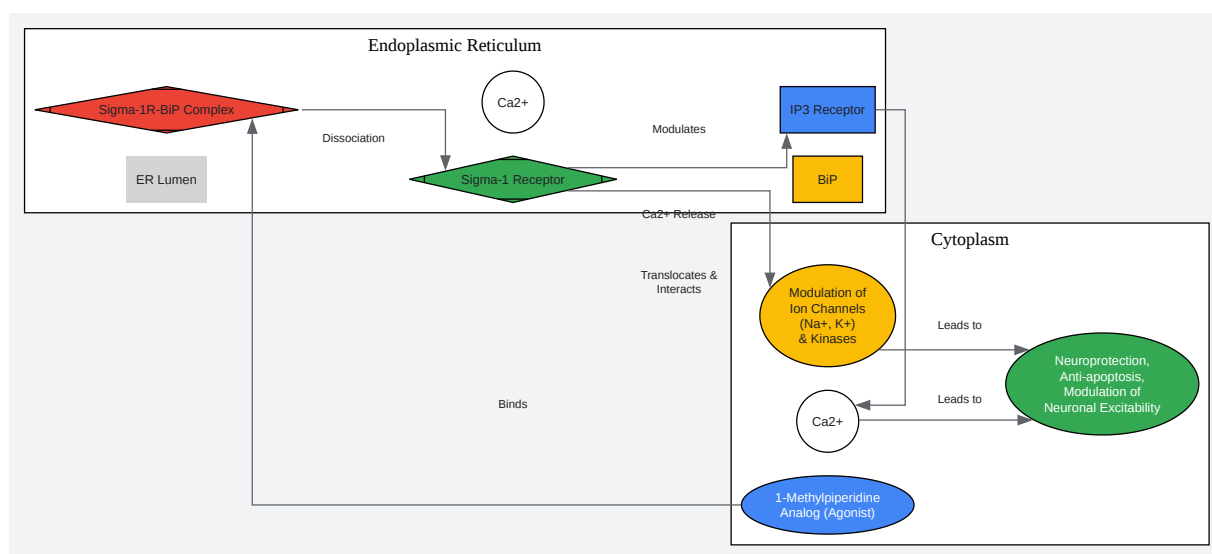 Endoplasmic Reticulum
Sigma-1R-BiP Complex
Ca2+
IP3 Receptor
Dissociation
Modulates
ER Lumen
Sigma-1 Receptor
BiP
Ca2+ Release
Cytoplasm
Translocates &
Interacts
Modulation of
Ion Channels
(Na+, K+)
& Kinases
Leads to
Neuroprotection,
Anti-apoptosis,
Modulation of
Neuronal Excitability
Binds
Leads to
Ca2+
1-Methylpiperidine
Analog (Agonist)